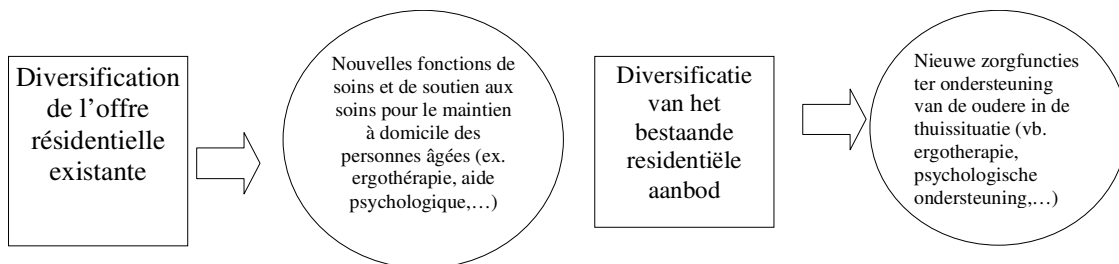 Diversification
de l'offre
résidentielle
existante
Nouvelles fonctions de
soins et de soutien aux
soins pour le maintien
à domicile des
personnes âgées (ex.
ergothérapie, aide
psychologique,…)
Diversificatie
van het
bestaande
residentiële
aanbod
Nieuwe zorgfuncties
ter ondersteuning
van de oudere in de
thuissituatie (vb.
ergotherapie,
psychologische
ondersteuning,…)